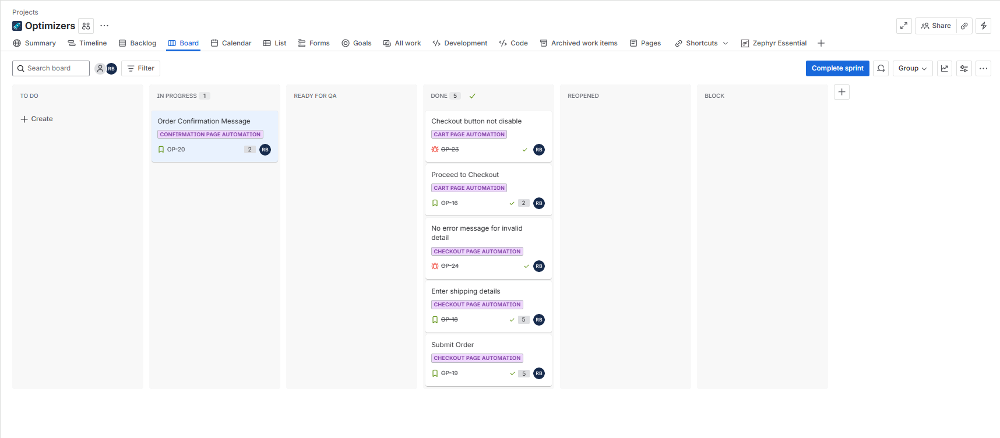 Projects
Optimizers
Share
Summary Timeline Backlog Board Calendar List Forms Goals All work Development Code Archived work items Pages Shortcuts Zephyr Essential
Search board RB Filter Complete sprint Group
TO DO
Create
IN PROGRESS 1
Order Confirmation Message
CONFIRMATION PAGE AUTOMATION
OP-20 2 RB
READY FOR QA
DONE 5
Checkout button not disable
CART PAGE AUTOMATION
OP-23 RB
Proceed to Checkout
CART PAGE AUTOMATION
OP-16 2 RB
No error message for invalid
detail
CHECKOUT PAGE AUTOMATION
OP-24 RB
Enter shipping details
CHECKOUT PAGE AUTOMATION
OP-18 5 RB
Submit Order
CHECKOUT PAGE AUTOMATION
OP-19 5 RB
REOPENED
BLOCK